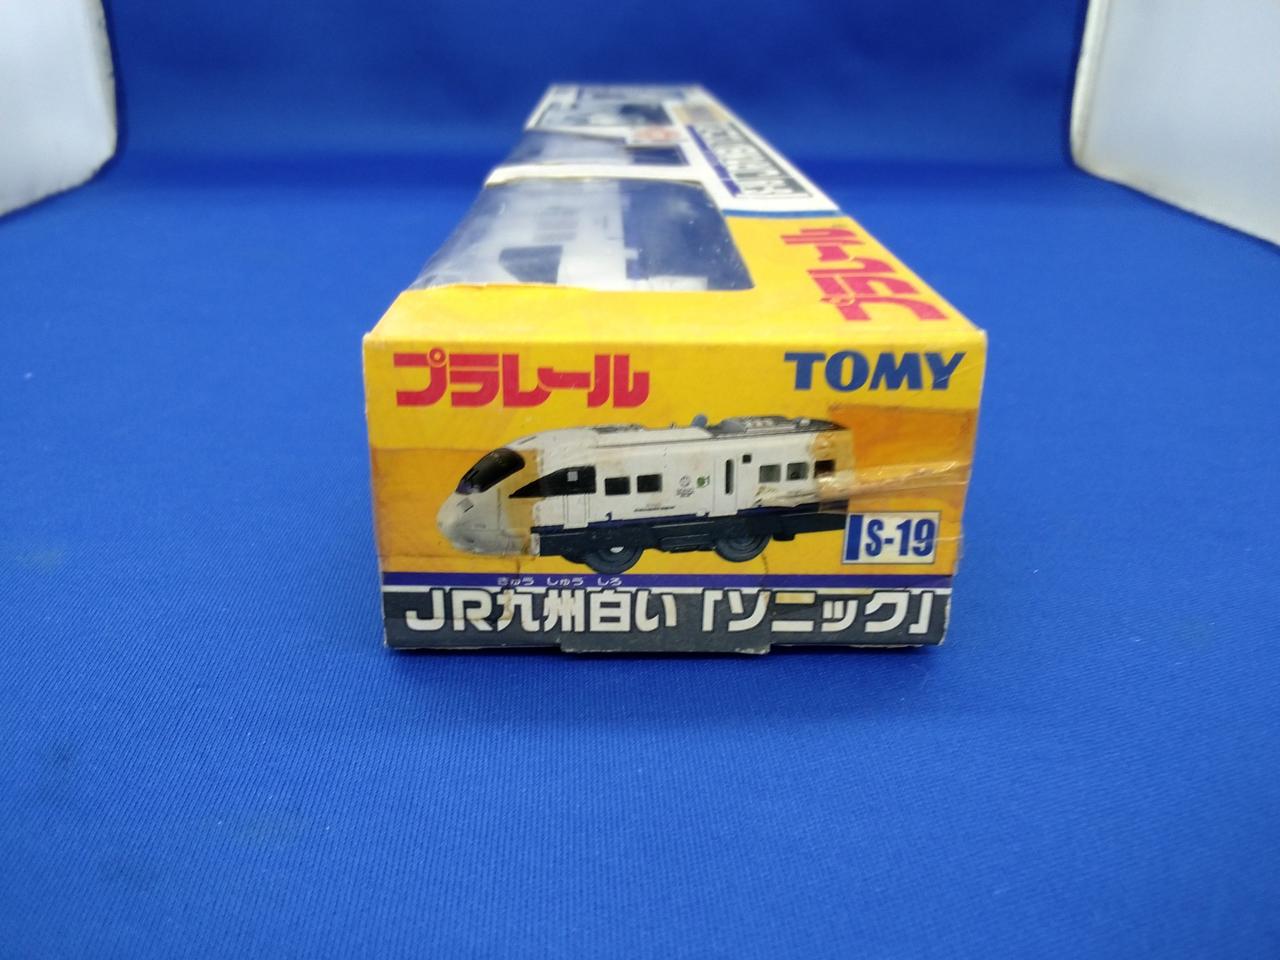 プラレール
プラレール TOMY
S-19
きゅう しゅう しろ
JR九州白い「ソニック」